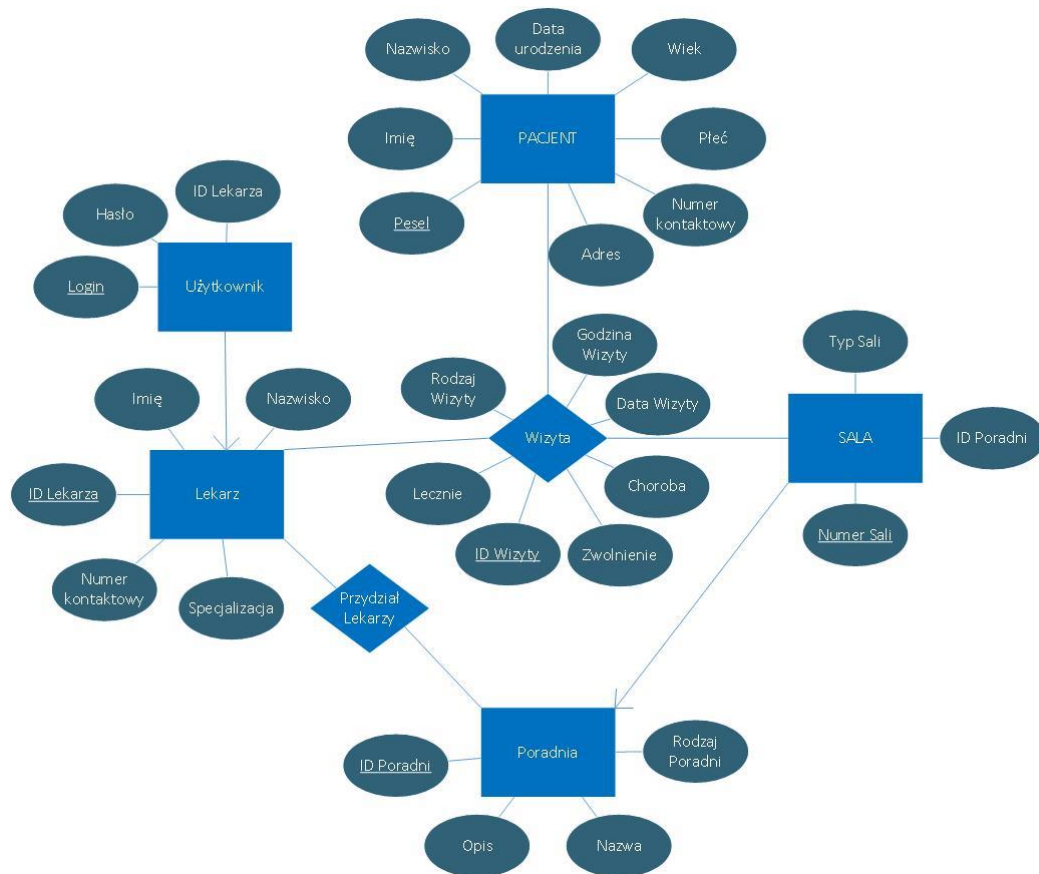 Data
urodzenia
Nazwisko
Wiek
Imię
PACJENT
Płeć
Pesel
Numer
kontaktowy
Adres
ID Lekarza
Hasło
Login
Użytkownik
Godzina
Wizyty
Rodzaj
Wizyty
Data Wizyty
Typ Sali
Imię
Nazwisko
Wizyta
SALA
ID Poradni
ID Lekarza
Lekarz
Lecznie
Choroba
ID Wizyty
Zwolnienie
Numer Sali
Numer
kontaktowy
Specjalizacja
Przydział
Lekarzy
Poradnia
ID Poradni
Rodzaj
Poradni
Opis
Nazwa